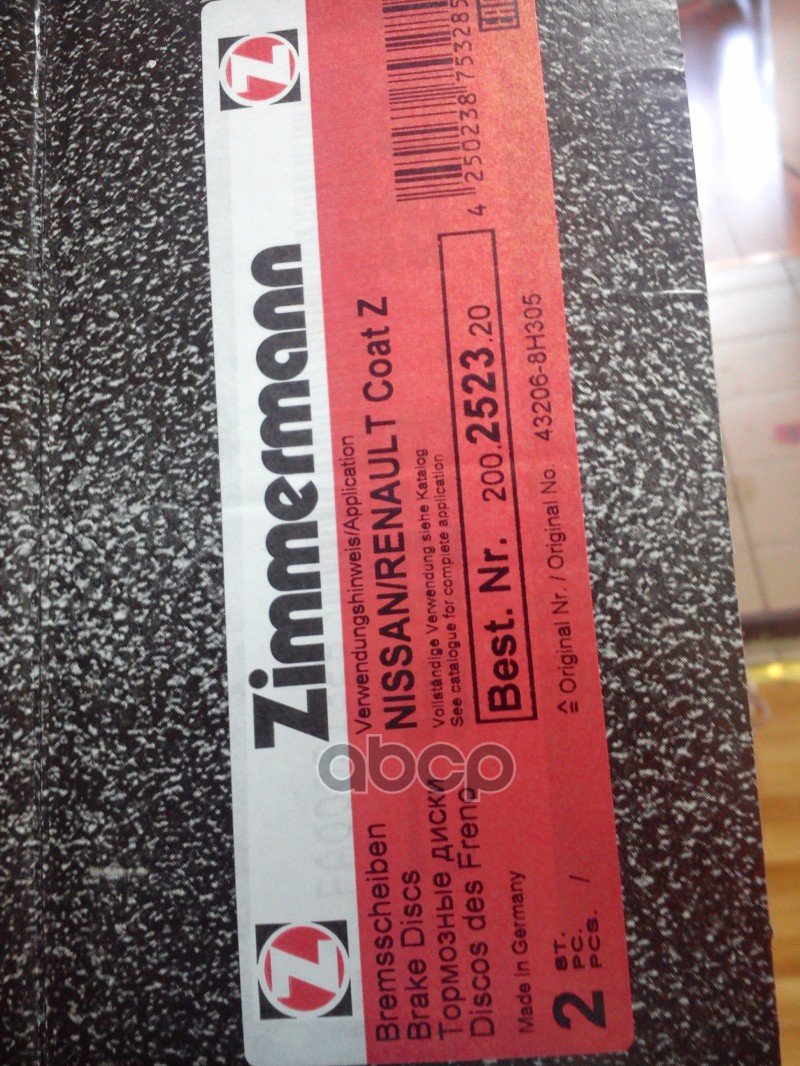 Zimmermann
Z
Z
Bremsscheiben
Brake Discs
Тормозные диски
Discos des Freno
Made in Germany
2 ST.
PC.
PCS. /
Verwendungshinweis/Application
NISSAN/RENAULT Coat Z
Vollständige Verwendung siehe Katalog
See catalogue for complete application
Best. Nr. 200.2523.20
≙ Original Nr. / Original No. 43206-8H305
4 250238 753285
abcp